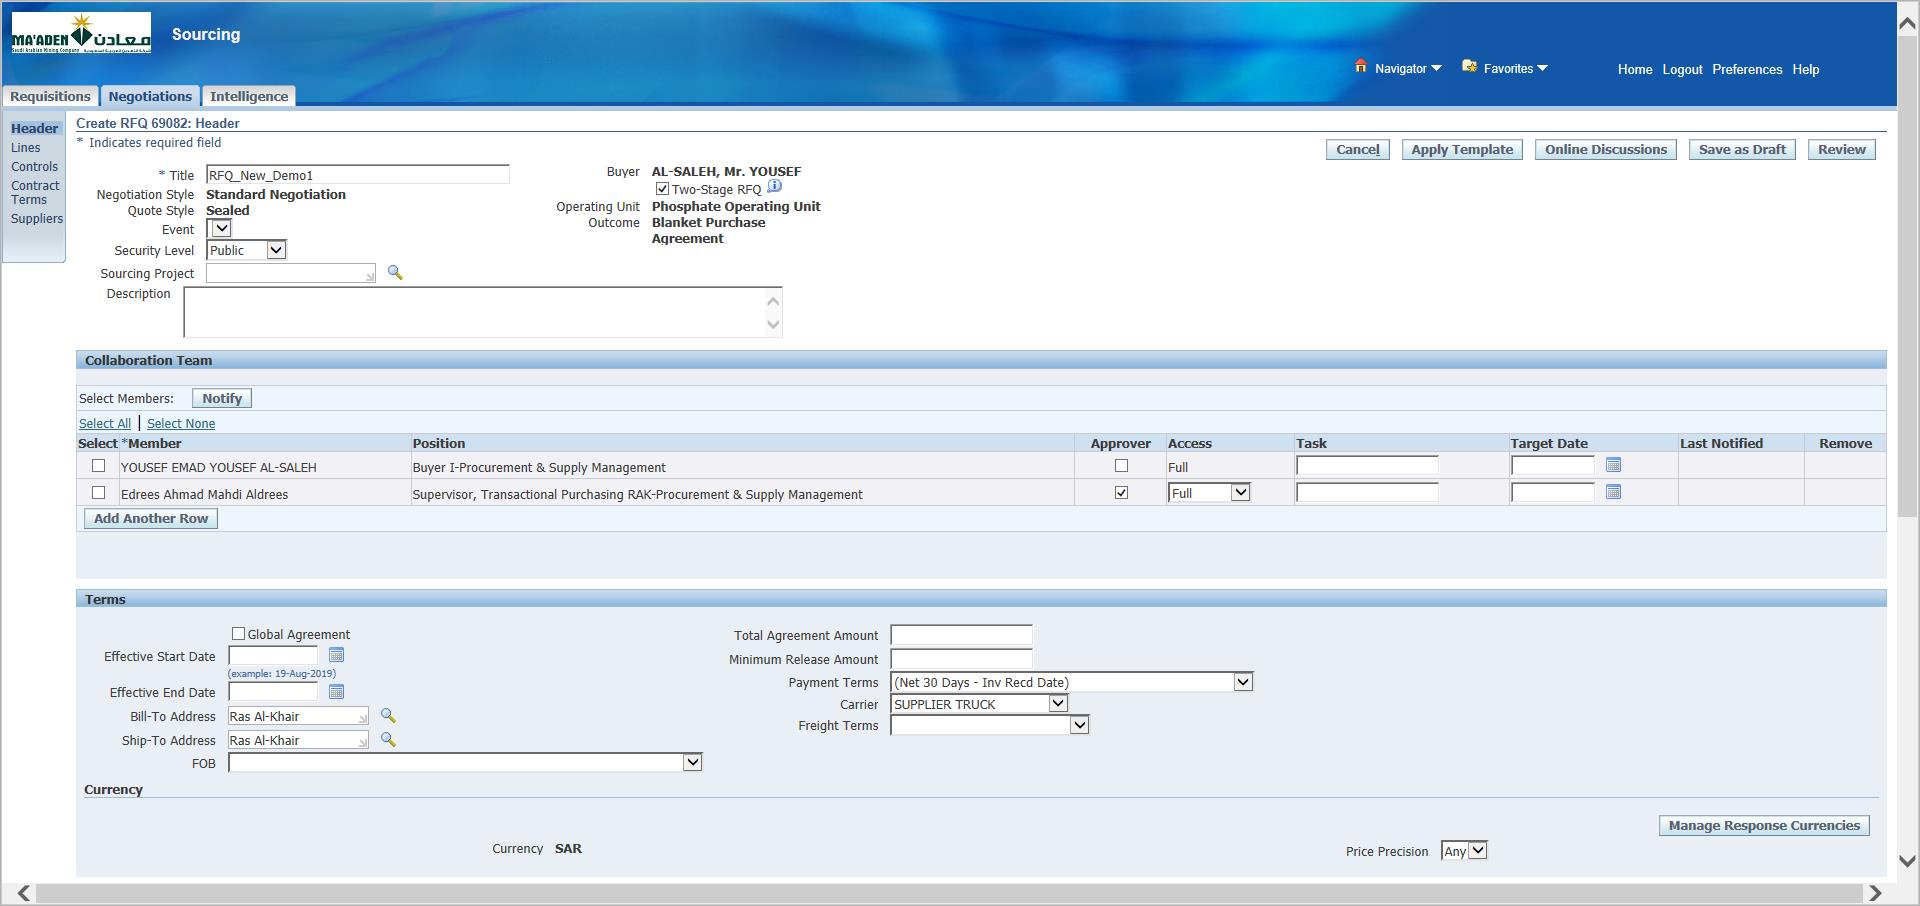 MA'ADEN معادن
Saudi Arabian Mining Company
Sourcing
Navigator
Favorites
Home Logout Preferences Help
Requisitions Negotiations Intelligence
Header
Lines
Controls
Contract
Terms
Suppliers
Create RFQ 69082: Header
* Indicates required field
Cancel Apply Template Online Discussions Save as Draft Review
* Title RFQ_New_Demo1
Negotiation Style Standard Negotiation
Quote Style Sealed
Event
Security Level Public
Sourcing Project
Description
Buyer AL-SALEH, Mr. YOUSEF
Two-Stage RFQ
Operating Unit Phosphate Operating Unit
Outcome Blanket Purchase
Agreement
Collaboration Team
Select Members: Notify
Select All | Select None
Select *Member Position Approver Access Task Target Date Last Notified Remove
YOUSEF EMAD YOUSEF AL-SALEH Buyer I-Procurement & Supply Management Full
Edrees Ahmad Mahdi Aldrees Supervisor, Transactional Purchasing RAK-Procurement & Supply Management Full
Add Another Row
Terms
Global Agreement
Effective Start Date
(example: 19-Aug-2019)
Effective End Date
Bill-To Address Ras Al-Khair
Ship-To Address Ras Al-Khair
FOB
Total Agreement Amount
Minimum Release Amount
Payment Terms (Net 30 Days - Inv Recd Date)
Carrier SUPPLIER TRUCK
Freight Terms
Currency
Manage Response Currencies
Currency SAR
Price Precision Any